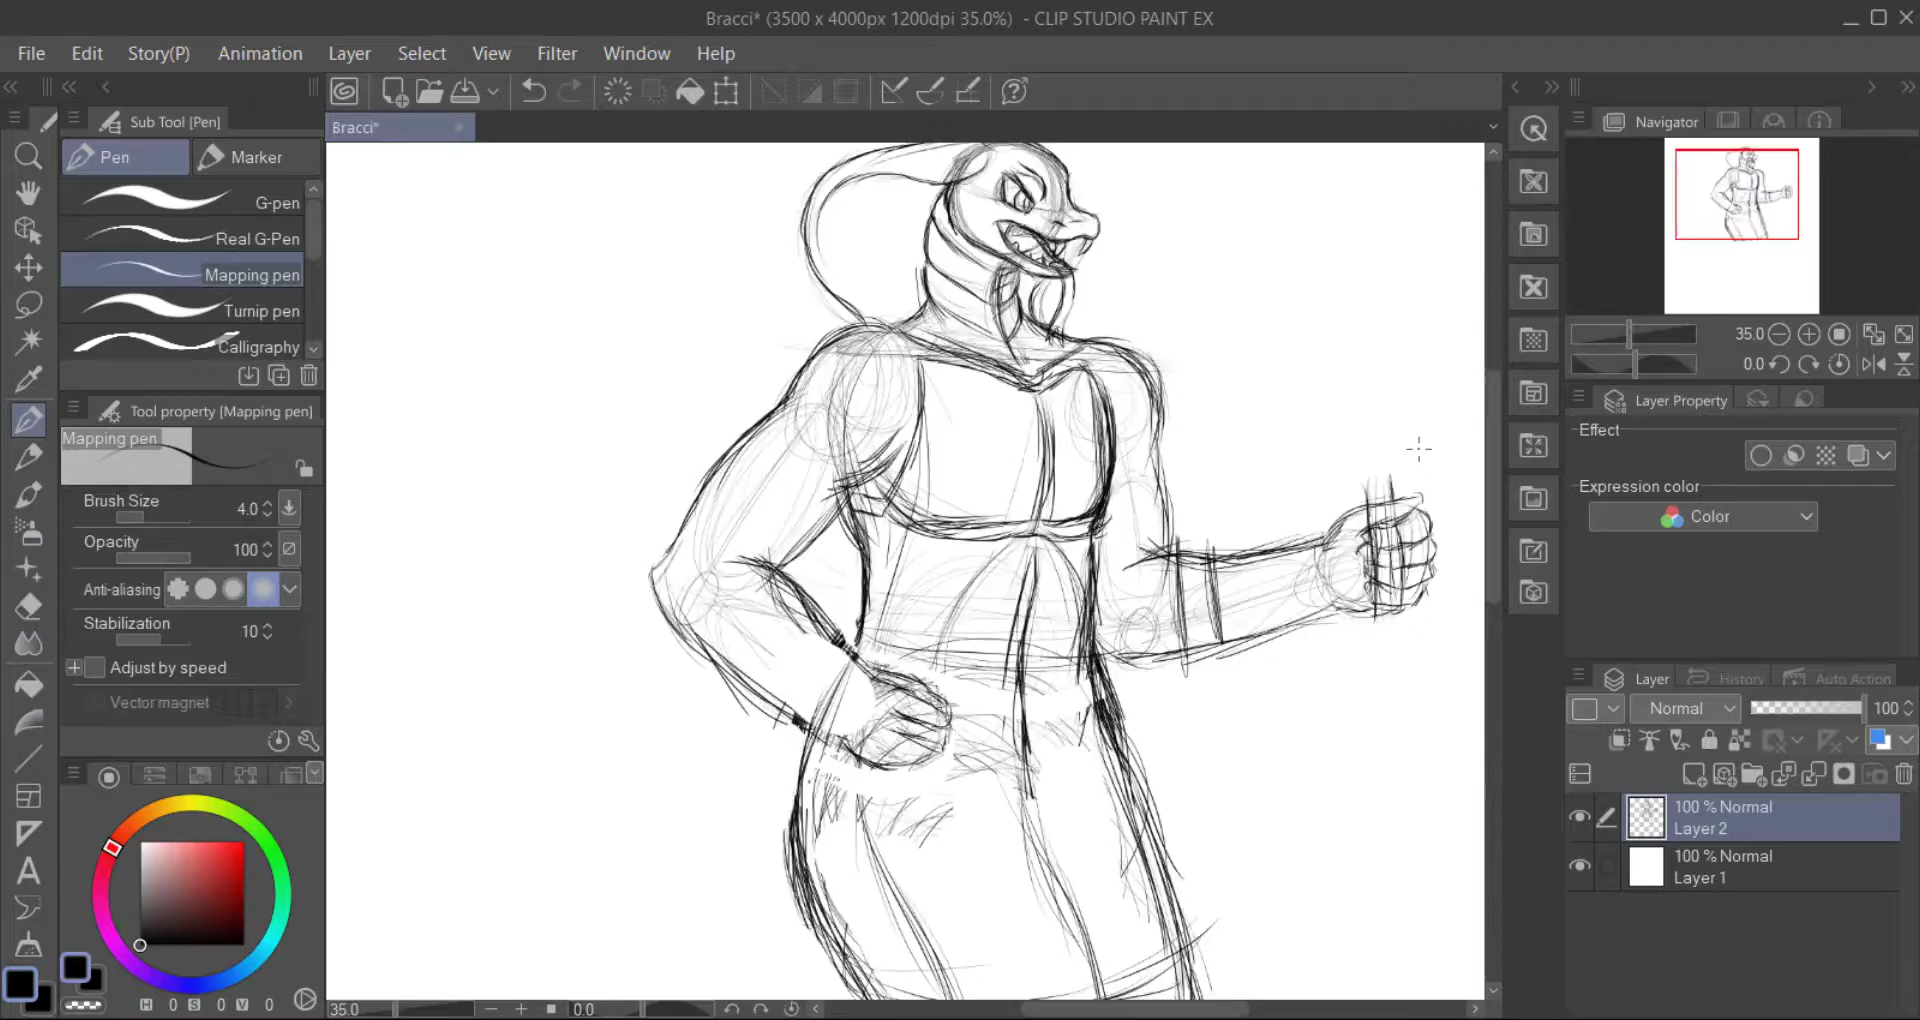 Bracci* (3500 x 4000px 1200dpi 35.0%) - CLIP STUDIO PAINT EX
File Edit Story(P) Animation Layer Select View Filter Window Help
Sub Tool [Pen]
Pen
Marker
G-pen
Real G-Pen
Mapping pen
Turnip pen
Calligraphy
Tool property [Mapping pen]
Mapping pen
Brush Size 4.0
Opacity 100
Anti-aliasing
Stabilization 10
Adjust by speed
Vector magnet
H 0 S 0 V 0
Bracci*
35.0
0.0
Navigator
35.0
0.0
Layer Property
Effect
Expression color
Color
Layer History Auto Action
Normal 100
100 % Normal
Layer 2
100 % Normal
Layer 1